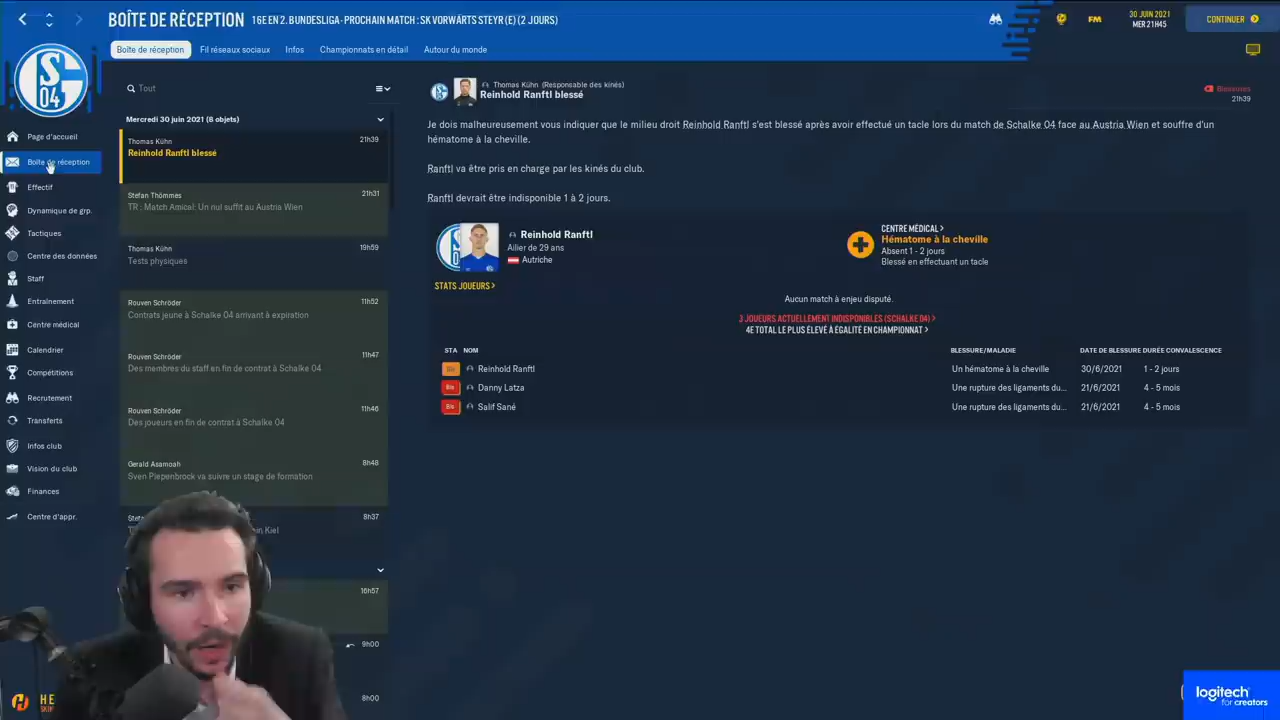 BOÎTE DE RÉCEPTION
16E EN 2. BUNDESLIGA - PROCHAIN MATCH : SK VORWÄRTS STEYR (E) (2 JOURS)
FM
30 JUIN 2021
MER 21H45
CONTINUER
Boîte de réception
Fil réseaux sociaux
Infos
Championnats en détail
Autour du monde
S
04
Page d'accueil
Boîte de réception
Effectif
Dynamique de grp.
Tactiques
Centre des données
Staff
Entraînement
Centre médical
Calendrier
Compétitions
Recrutement
Transferts
Infos club
Vision du club
Finances
Centre d'appr.
Tout
Mercredi 30 juin 2021 (8 objets)
Thomas Kühn 21h39
Reinhold Ranftl blessé
Stefan Thömmes 21h31
TR : Match Amical: Un nul suffit au Austria Wien
Thomas Kühn 19h59
Tests physiques
Rouven Schröder 11h52
Contrats jeune à Schalke 04 arrivant à expiration
Rouven Schröder 11h47
Des membres du staff en fin de contrat à Schalke 04
Rouven Schröder 11h46
Des joueurs en fin de contrat à Schalke 04
Gerald Asamoah 8h48
Sven Piepenbrock va suivre un stage de formation
8h37
Kiel
16h57
9h00
8h00
Thomas Kühn (Responsable des kinés)
Reinhold Ranftl blessé
Blessures
21h39
Je dois malheureusement vous indiquer que le milieu droit Reinhold Ranftl s'est blessé après avoir effectué un tacle lors du match de Schalke 04 face au Austria Wien et souffre d'un
hématome à la cheville.
Ranftl va être pris en charge par les kinés du club.
Ranftl devrait être indisponible 1 à 2 jours.
Reinhold Ranftl
Ailier de 29 ans
Autriche
STATS JOUEURS >
CENTRE MÉDICAL >
Hématome à la cheville
Absent 1 - 2 jours
Blessé en effectuant un tacle
Aucun match à enjeu disputé.
3 JOUEURS ACTUELLEMENT INDISPONIBLES (SCHALKE 04) >
4E TOTAL LE PLUS ÉLEVÉ À ÉGALITÉ EN CHAMPIONNAT >
STA NOM BLESSURE/MALADIE DATE DE BLESSURE DURÉE CONVALESCENCE
Bls Reinhold Ranftl Un hématome à la cheville 30/6/2021 1 - 2 jours
Bls Danny Latza Une rupture des ligaments du... 21/6/2021 4 - 5 mois
Bls Salif Sané Une rupture des ligaments du... 21/6/2021 4 - 5 mois
logitech
for creators